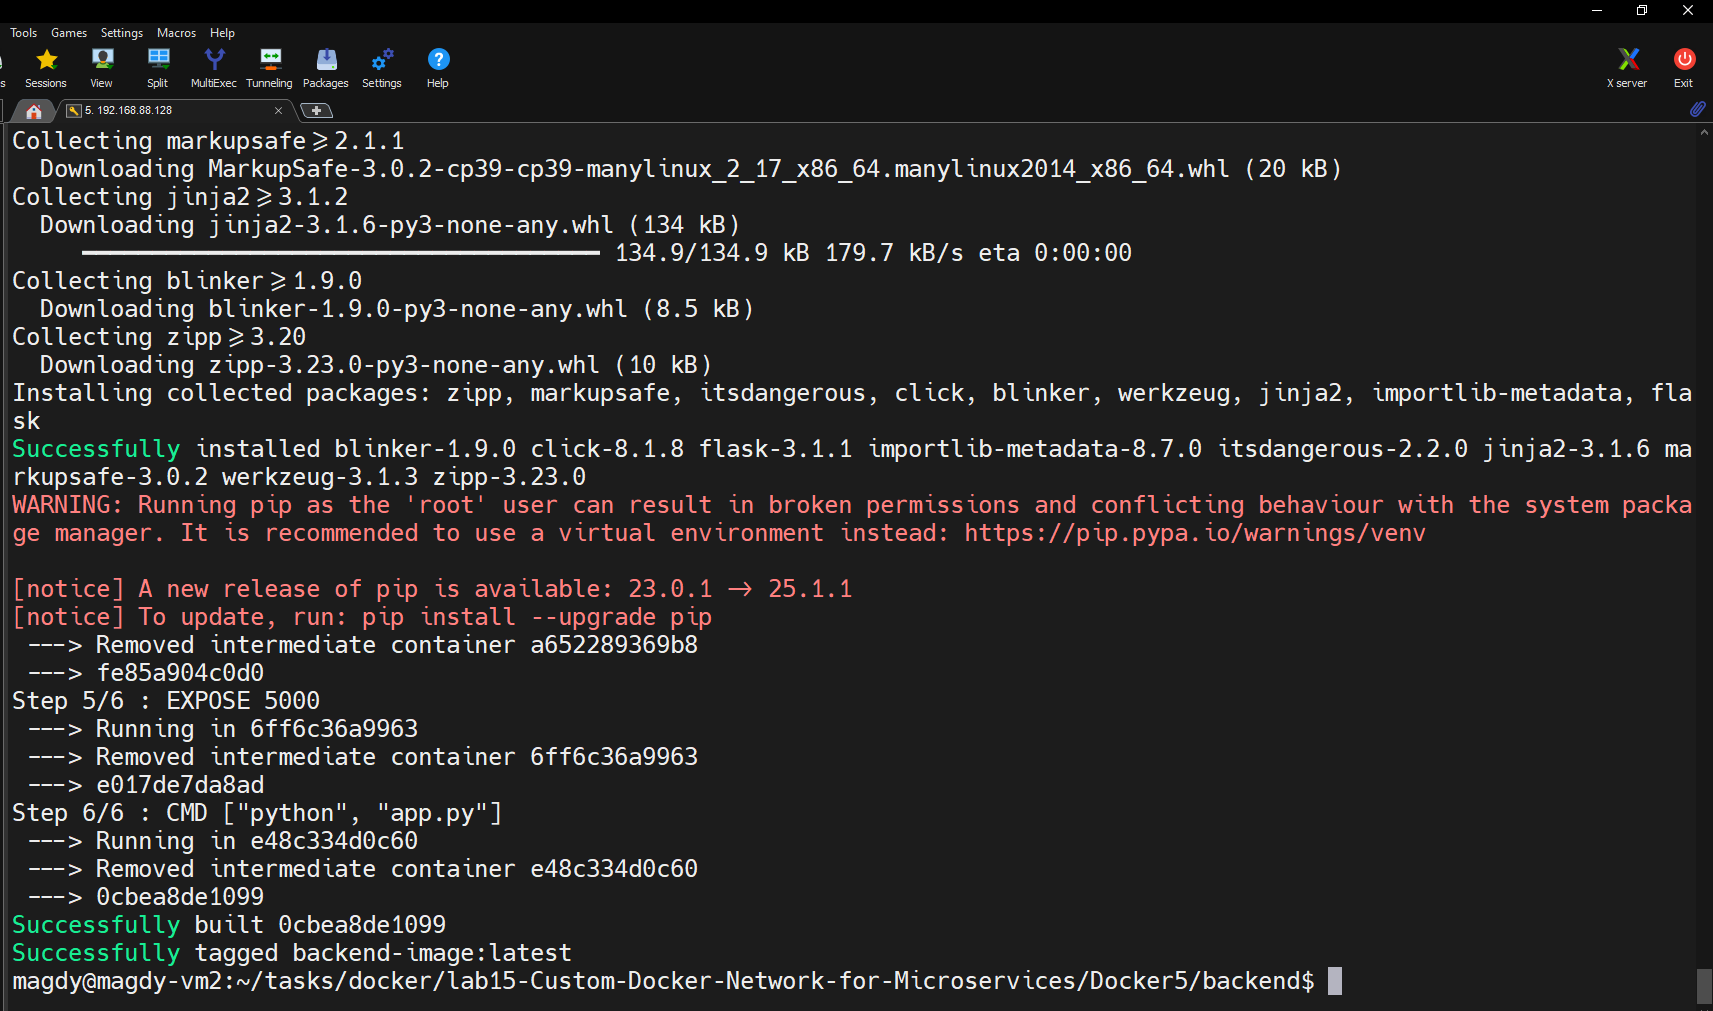 Tools Games Settings Macros Help
s Sessions View Split MultiExec Tunneling Packages Settings Help X server Exit
5. 192.168.88.128
Collecting markupsafe>=2.1.1
  Downloading MarkupSafe-3.0.2-cp39-cp39-manylinux_2_17_x86_64.manylinux2014_x86_64.whl (20 kB)
Collecting jinja2>=3.1.2
  Downloading jinja2-3.1.6-py3-none-any.whl (134 kB)
     ━━━━━━━━━━━━━━━━━━━━━━━━━━━━━━━━━━━━━ 134.9/134.9 kB 179.7 kB/s eta 0:00:00
Collecting blinker>=1.9.0
  Downloading blinker-1.9.0-py3-none-any.whl (8.5 kB)
Collecting zipp>=3.20
  Downloading zipp-3.23.0-py3-none-any.whl (10 kB)
Installing collected packages: zipp, markupsafe, itsdangerous, click, blinker, werkzeug, jinja2, importlib-metadata, fla
sk
Successfully installed blinker-1.9.0 click-8.1.8 flask-3.1.1 importlib-metadata-8.7.0 itsdangerous-2.2.0 jinja2-3.1.6 ma
rkupsafe-3.0.2 werkzeug-3.1.3 zipp-3.23.0
WARNING: Running pip as the 'root' user can result in broken permissions and conflicting behaviour with the system packa
ge manager. It is recommended to use a virtual environment instead: https://pip.pypa.io/warnings/venv
[notice] A new release of pip is available: 23.0.1 -> 25.1.1
[notice] To update, run: pip install --upgrade pip
 ---> Removed intermediate container a652289369b8
 ---> fe85a904c0d0
Step 5/6 : EXPOSE 5000
 ---> Running in 6ff6c36a9963
 ---> Removed intermediate container 6ff6c36a9963
 ---> e017de7da8ad
Step 6/6 : CMD ["python", "app.py"]
 ---> Running in e48c334d0c60
 ---> Removed intermediate container e48c334d0c60
 ---> 0cbea8de1099
Successfully built 0cbea8de1099
Successfully tagged backend-image:latest
magdy@magdy-vm2:~/tasks/docker/lab15-Custom-Docker-Network-for-Microservices/Docker5/backend$